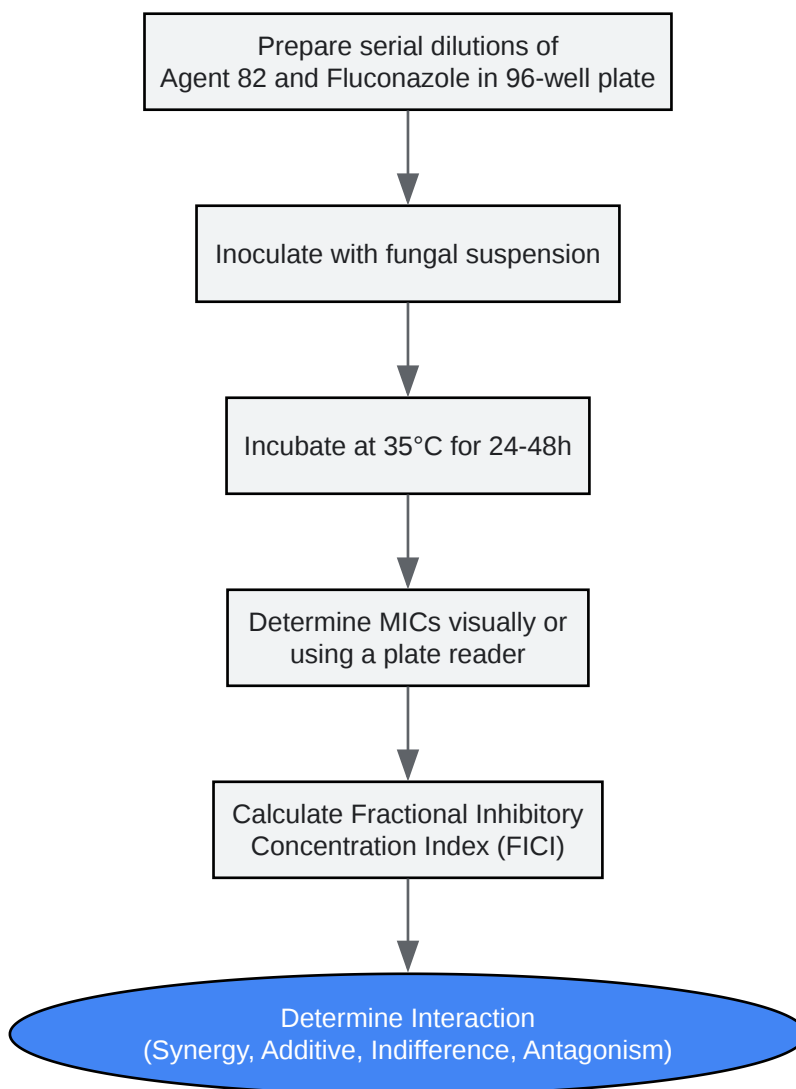 Prepare serial dilutions of
Agent 82 and Fluconazole in 96-well plate
Inoculate with fungal suspension
Incubate at 35°C for 24-48h
Determine MICs visually or
using a plate reader
Calculate Fractional Inhibitory
Concentration Index (FICI)
Determine Interaction
(Synergy, Additive, Indifference, Antagonism)